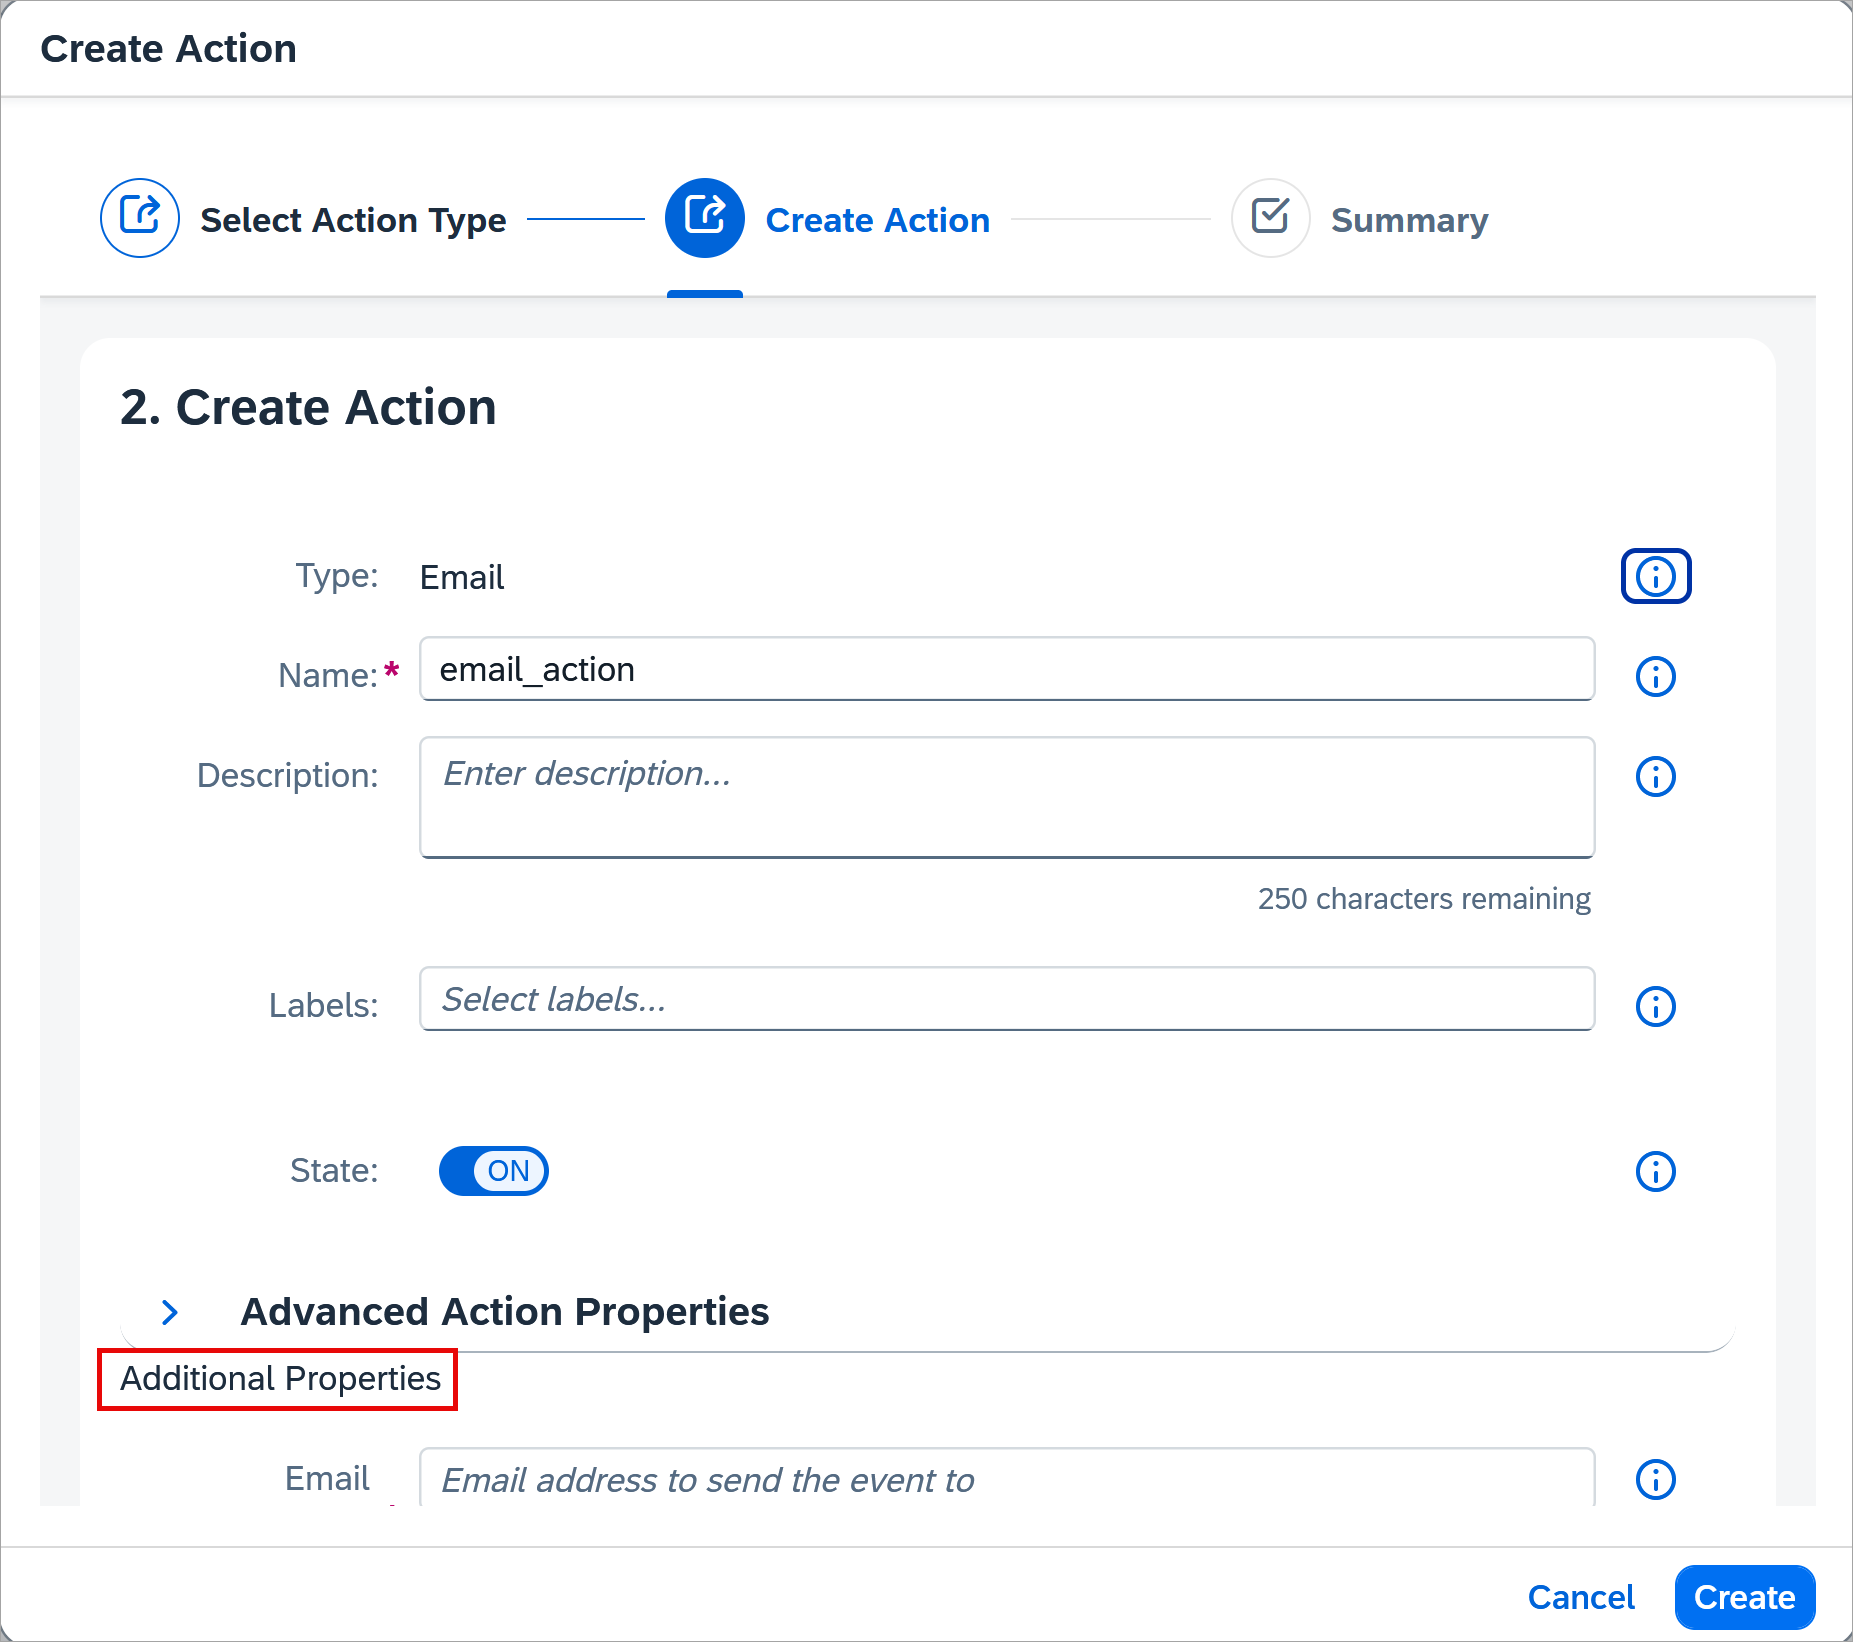 Create Action
Select Action Type
Create Action
Summary
2. Create Action
Type: Email
Name:* email_action
Description: Enter description...
250 characters remaining
Labels: Select labels...
State: ON
Advanced Action Properties
Additional Properties
Email Email address to send the event to
Cancel Create